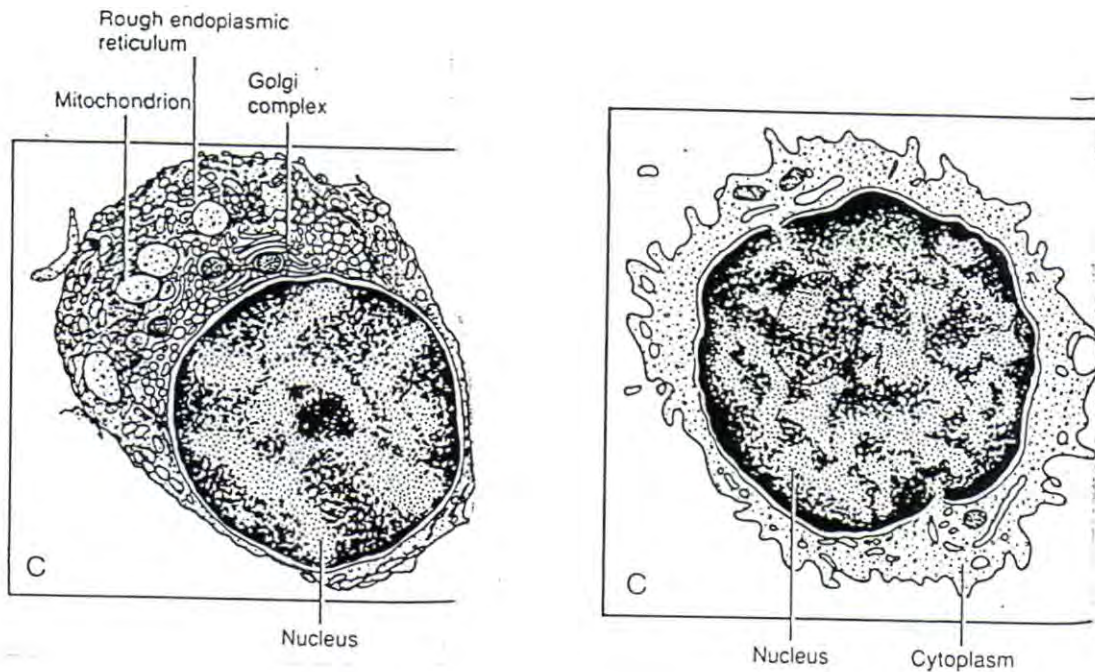 Rough endoplasmic
reticulum
Golgi
complex
Mitochondrion
C
Nucleus
C
Nucleus
Cytoplasm